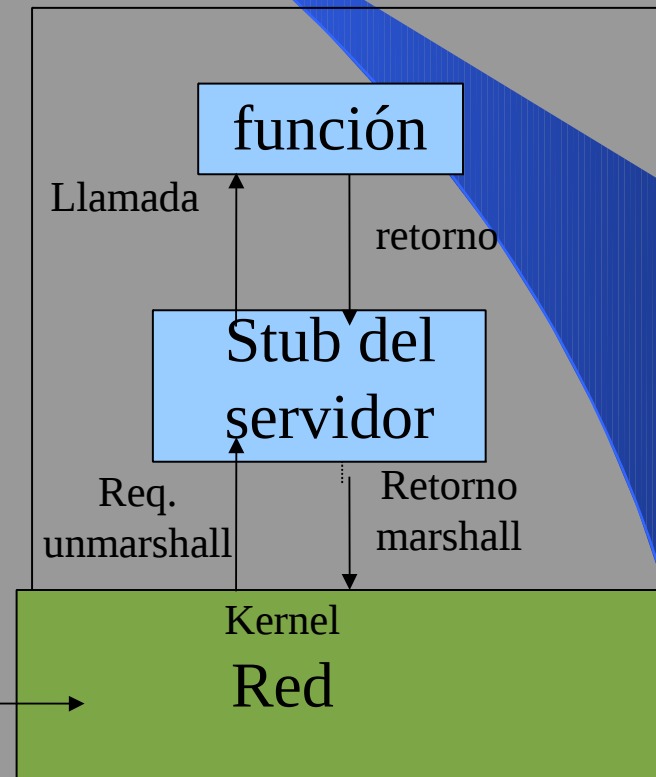 función
Llamada
retorno
Stub del
servidor
Req.
unmarshall
Retorno
marshall
Kernel
Red